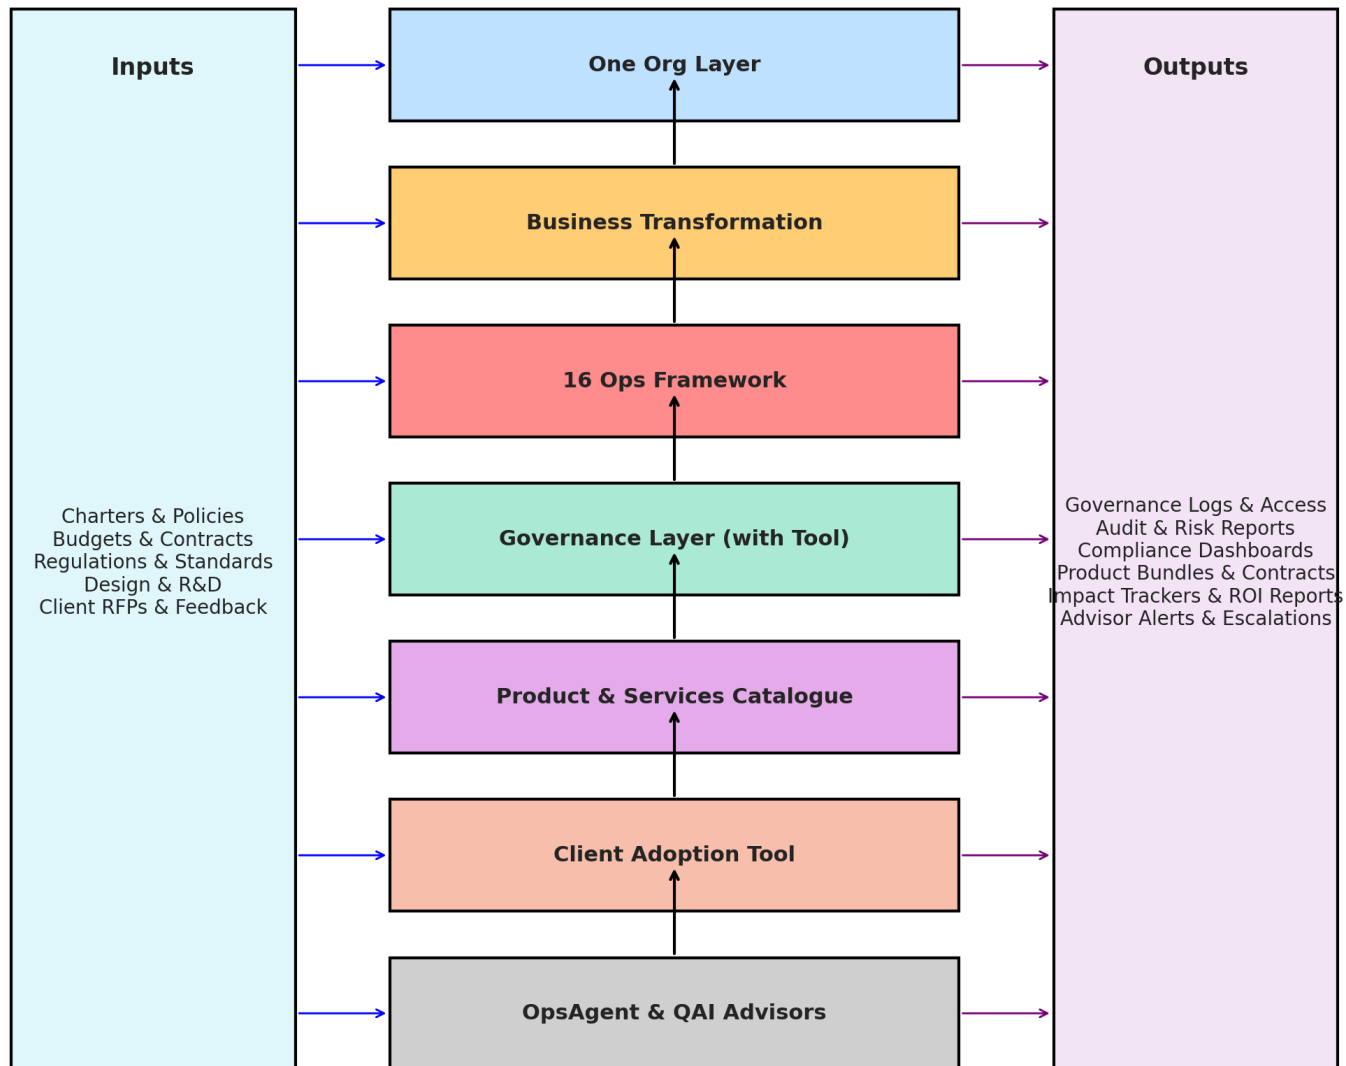 Inputs
Charters & Policies
Budgets & Contracts
Regulations & Standards
Design & R&D
Client RFPs & Feedback
One Org Layer
Business Transformation
16 Ops Framework
Governance Layer (with Tool)
Product & Services Catalogue
Client Adoption Tool
OpsAgent & QAI Advisors
Outputs
Governance Logs & Access
Audit & Risk Reports
Compliance Dashboards
Product Bundles & Contracts
Impact Trackers & ROI Reports
Advisor Alerts & Escalations